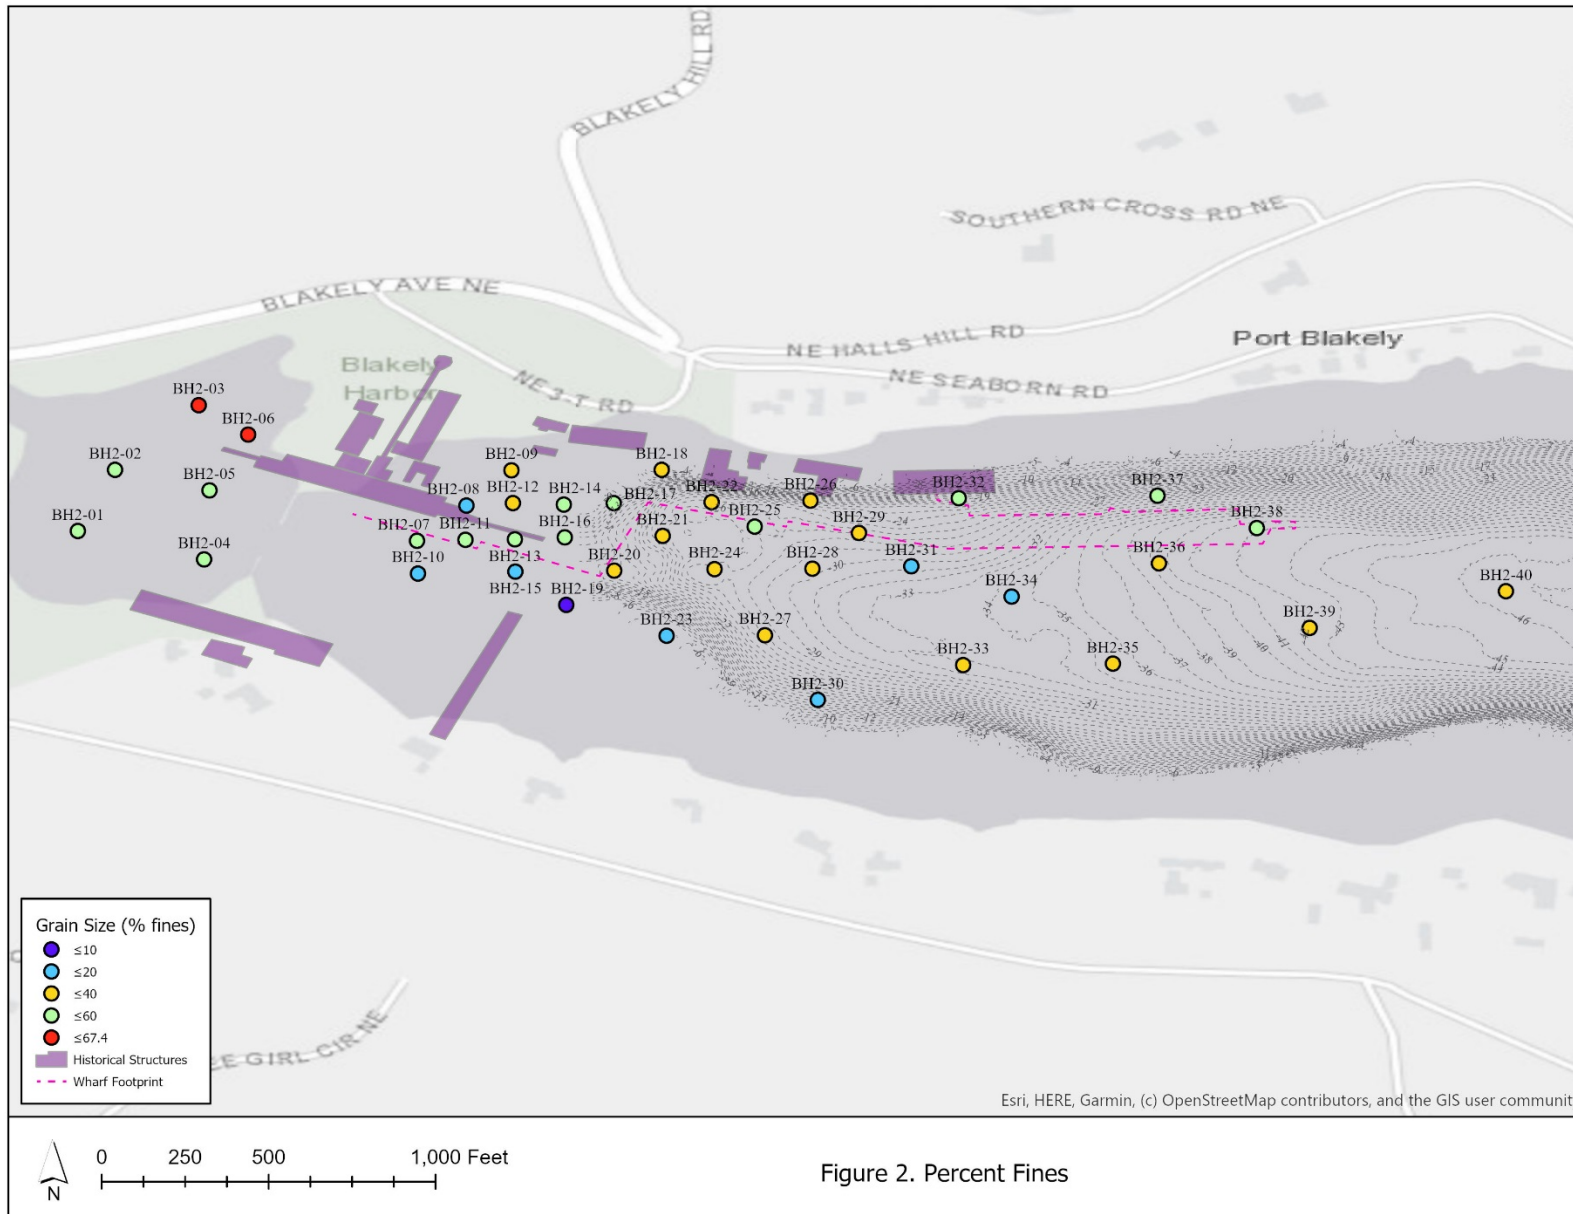 BLAKELY HILL RD
SOUTHERN CROSS RD NE
BLAKELY AVE NE
NE HALLS HILL RD
Port Blakely
Blakely
Harbor
NE 3-T RD
NE SEABORN RD
BH2-03
BH2-06
BH2-02
BH2-05
BH2-01
BH2-04
BH2-09
BH2-18
BH2-08
BH2-12
BH2-14
BH2-17
BH2-22
BH2-26
BH2-32
BH2-37
BH2-07
BH2-11
BH2-16
BH2-21
BH2-25
BH2-29
BH2-38
BH2-10
BH2-13
BH2-20
BH2-24
BH2-28
BH2-31
BH2-36
BH2-15
BH2-19
BH2-34
BH2-40
BH2-23
BH2-27
BH2-39
BH2-33
BH2-35
BH2-30
Grain Size (% fines)
≤10
≤20
≤40
≤60
≤67.4
Historical Structures
Wharf Footprint
EE GIRL CIR NE
Esri, HERE, Garmin, (c) OpenStreetMap contributors, and the GIS user communit
N
0 250 500 1,000 Feet
Figure 2. Percent Fines